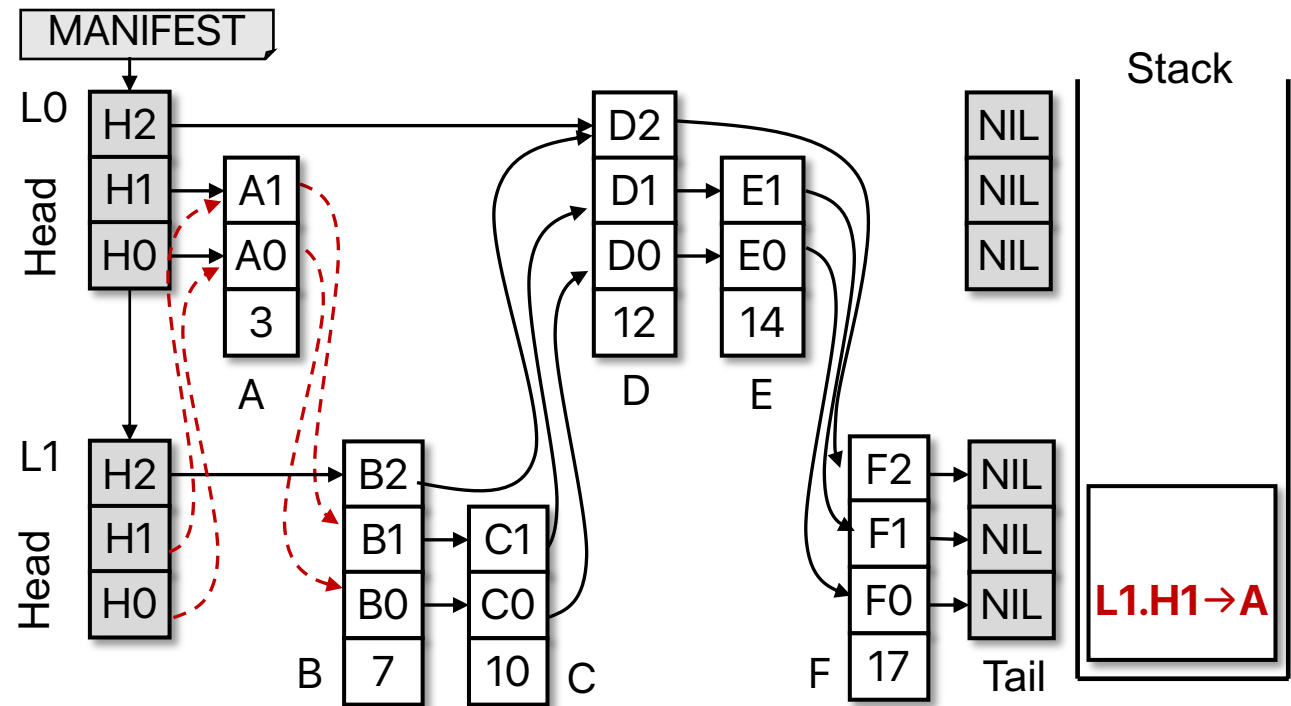 MANIFEST
Stack
L0
Head
H2
H1
H0
A1
A0
3
A
D2
D1
D0
12
D
E1
E0
14
E
NIL
NIL
NIL
L1
Head
H2
H1
H0
B2
B1
B0
7
B
C1
C0
10
C
F2
F1
F0
17
F
NIL
NIL
NIL
Tail
L1.H1→A